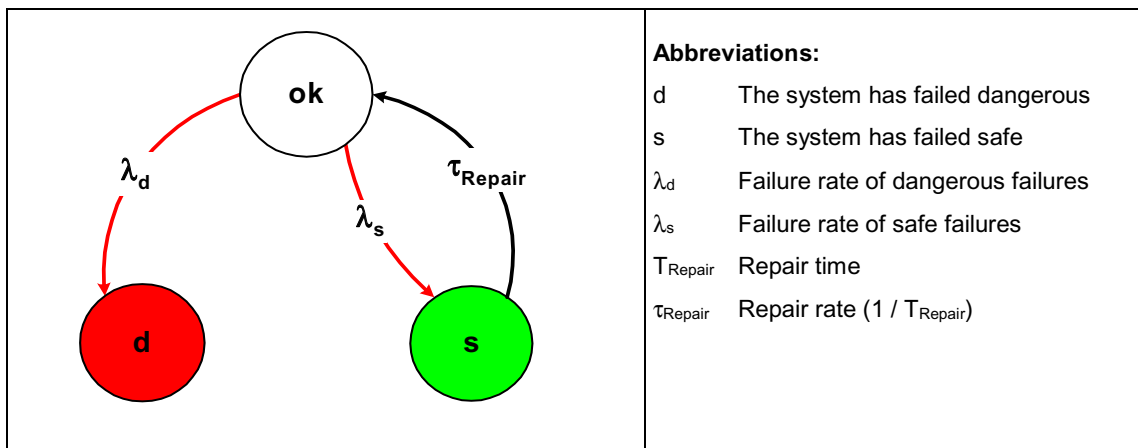 ok
λd
τRepair
λs
d
s
Abbreviations:
d The system has failed dangerous
s The system has failed safe
λd Failure rate of dangerous failures
λs Failure rate of safe failures
TRepair Repair time
τRepair Repair rate (1 / TRepair)